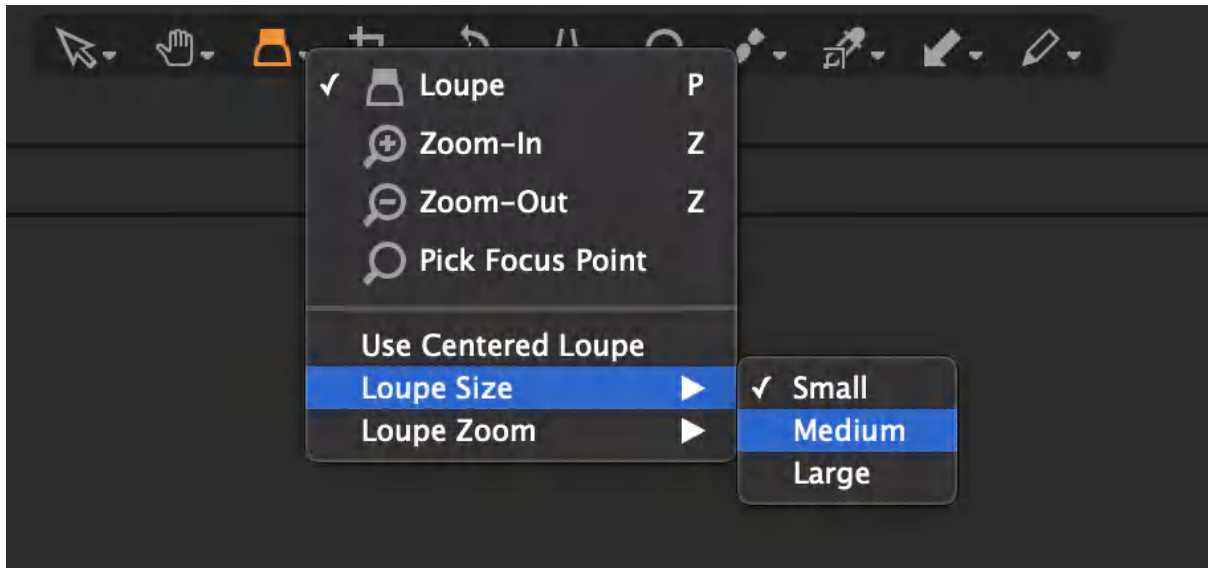 ✓ Loupe P
Zoom-In Z
Zoom-Out Z
Pick Focus Point
Use Centered Loupe
Loupe Size ▶
Loupe Zoom ▶
✓ Small
Medium
Large